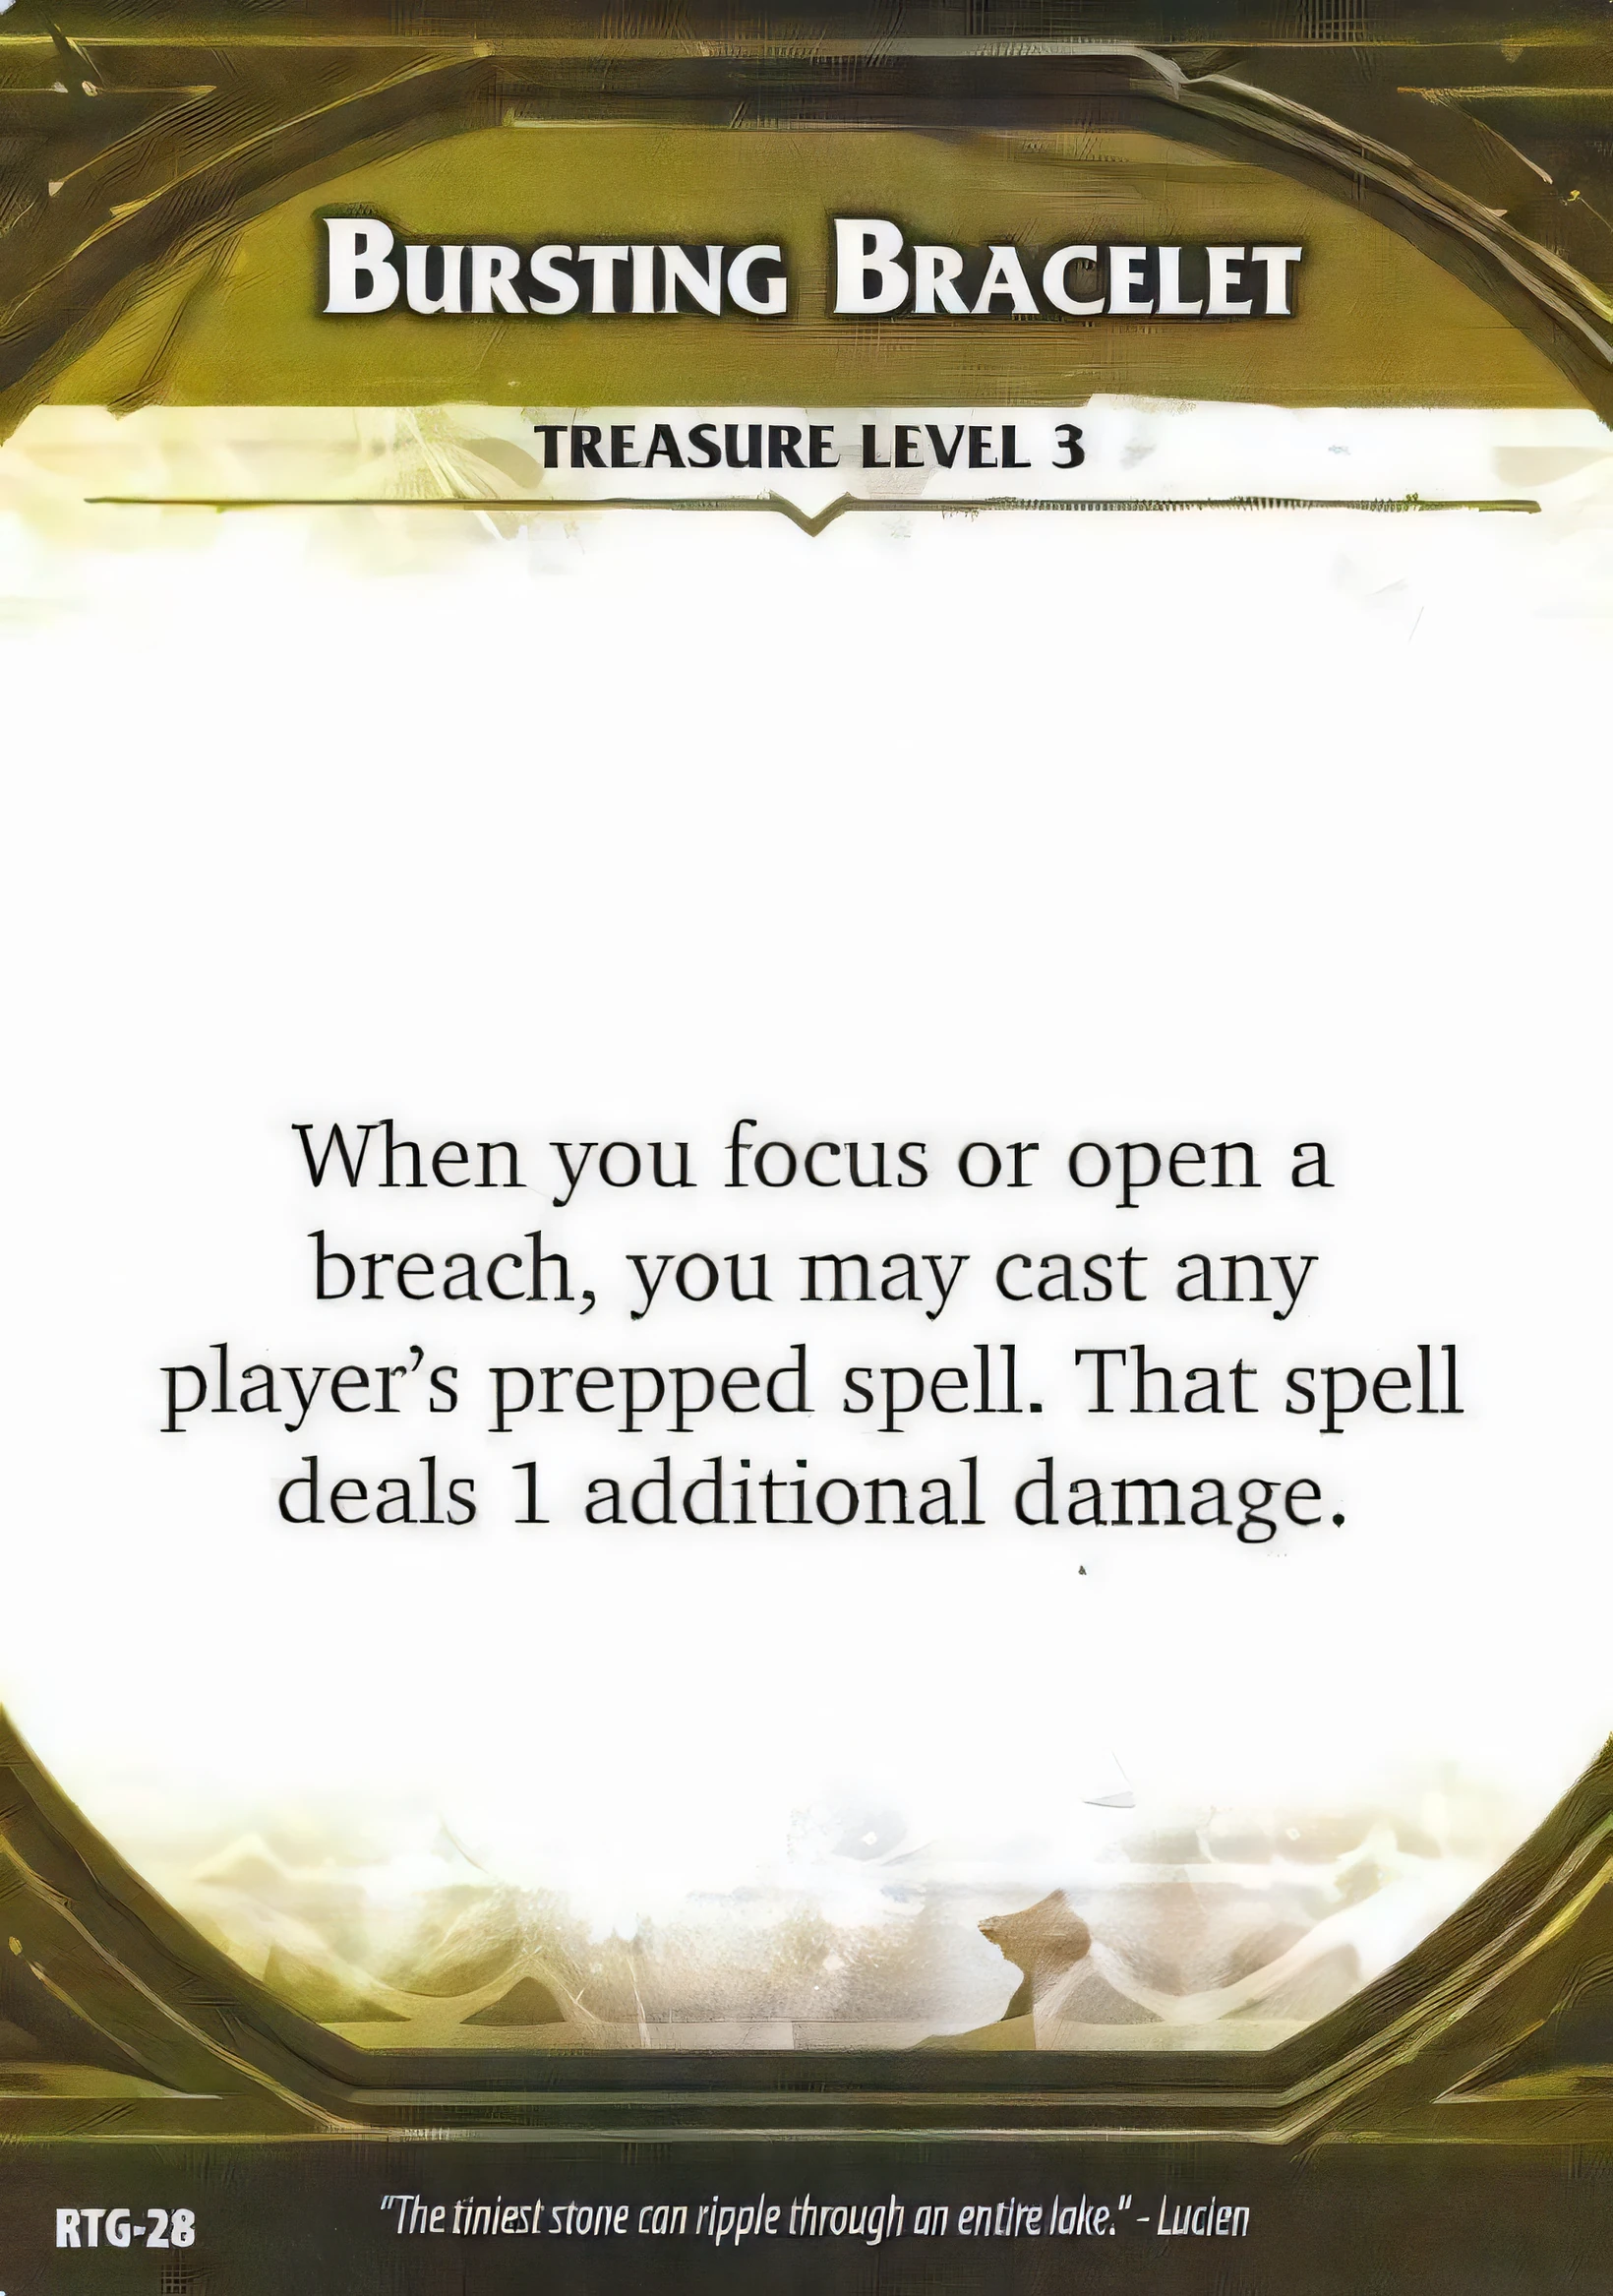 Bursting Bracelet
TREASURE LEVEL 3
When you focus or open a
breach, you may cast any
player’s prepped spell. That spell
deals 1 additional damage.
RTG-28
"The tiniest stone can ripple through an entire lake." - Lucien